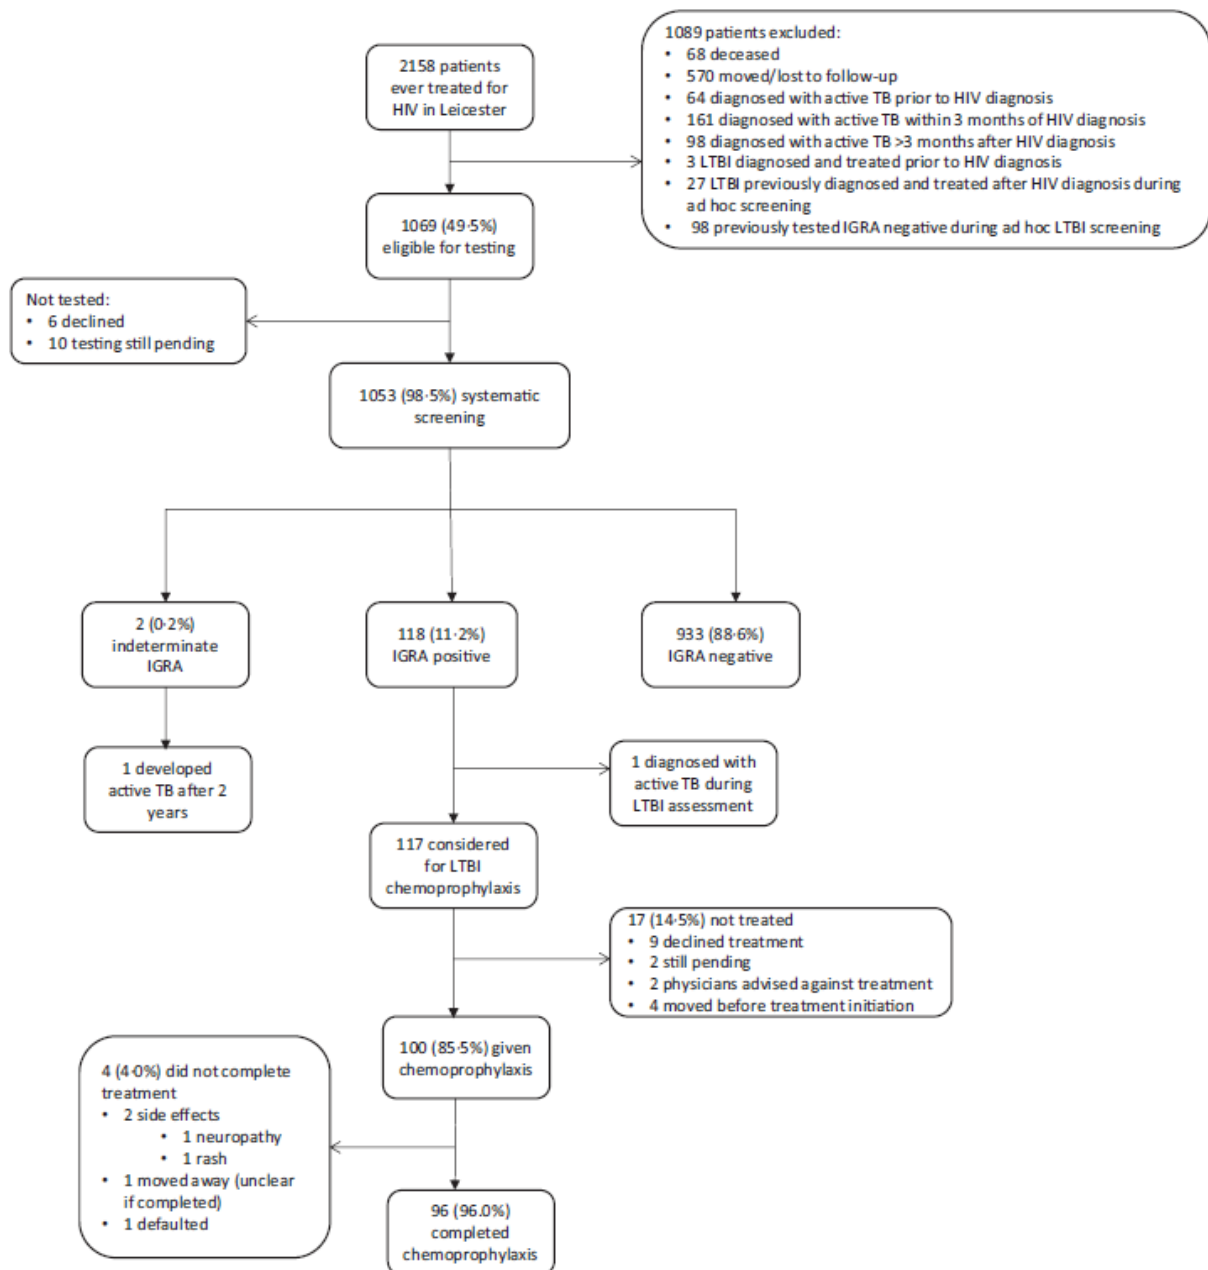 2158 patients
ever treated for
HIV in Leicester
1089 patients excluded:
• 68 deceased
• 570 moved/lost to follow-up
• 64 diagnosed with active TB prior to HIV diagnosis
• 161 diagnosed with active TB within 3 months of HIV diagnosis
• 98 diagnosed with active TB >3 months after HIV diagnosis
• 3 LTBI diagnosed and treated prior to HIV diagnosis
• 27 LTBI previously diagnosed and treated after HIV diagnosis during
ad hoc screening
• 98 previously tested IGRA negative during ad hoc LTBI screening
1069 (49·5%)
eligible for testing
Not tested:
• 6 declined
• 10 testing still pending
1053 (98·5%) systematic
screening
2 (0·2%)
indeterminate
IGRA
118 (11·2%)
IGRA positive
933 (88·6%)
IGRA negative
1 developed
active TB after 2
years
1 diagnosed with
active TB during
LTBI assessment
117 considered
for LTBI
chemoprophylaxis
17 (14·5%) not treated
• 9 declined treatment
• 2 still pending
• 2 physicians advised against treatment
• 4 moved before treatment initiation
100 (85·5%) given
chemoprophylaxis
4 (4·0%) did not complete
treatment
• 2 side effects
• 1 neuropathy
• 1 rash
• 1 moved away (unclear
if completed)
• 1 defaulted
96 (96.0%)
completed
chemoprophylaxis